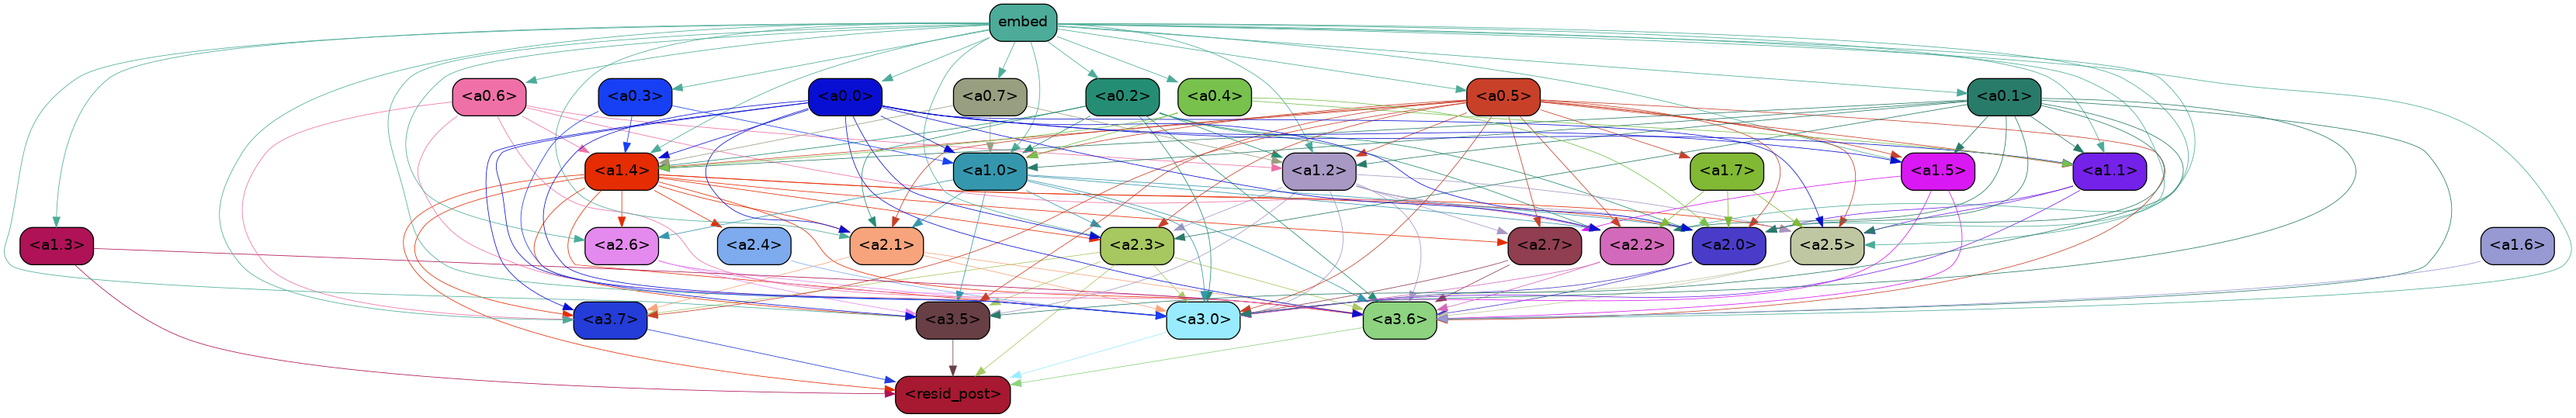 embed
<a0.6>
<a0.3>
<a0.0>
<a0.7>
<a0.2>
<a0.4>
<a0.5>
<a0.1>
<a1.4>
<a1.0>
<a1.2>
<a1.7>
<a1.5>
<a1.1>
<a1.3>
<a2.6>
<a2.4>
<a2.1>
<a2.3>
<a2.7>
<a2.2>
<a2.0>
<a2.5>
<a1.6>
<a3.7>
<a3.5>
<a3.0>
<a3.6>
<resid_post>